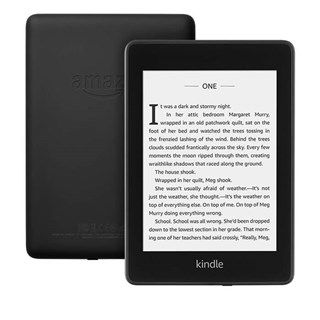 amazon
ONE
It was a dark and stormy night.
In her attic bedroom Margaret Murry,
wrapped in an old patchwork quilt, sat on the
foot of her bed and watched the trees tossing in
the frenzied lashing of the wind. Behind the trees
clouds scudded frantically across the sky. Every few
moments the moon ripped through them, creating
wraithlike shadows that raced along the ground.
The house shook.
Wrapped in her quilt, Meg shook.
She wasn't usually afraid of weather.—It's not
just the weather, she thought.—It's the weather on
top of everything else. On top of me. On top of Meg
Murry doing everything wrong.
School. School was all wrong. She'd been dropped
down to the lowest section in her grade. That morn-
ing one of her teachers had said crossly, "Really, Meg,
kindle